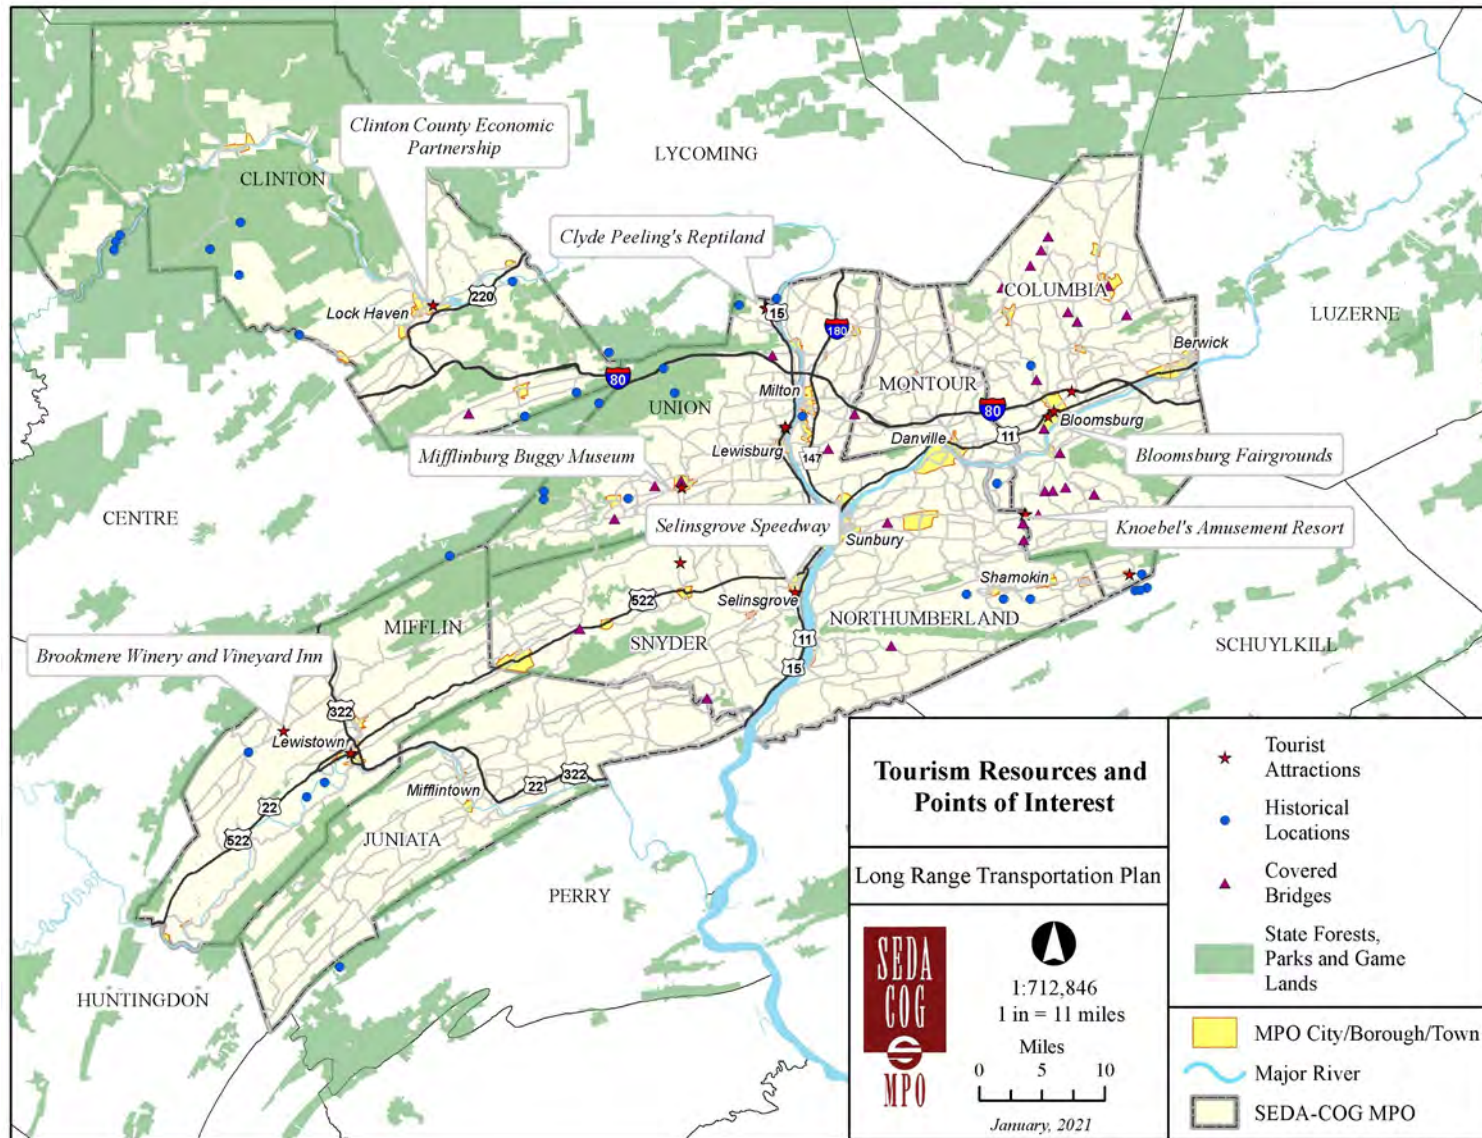 Clinton County Economic
Partnership
LYCOMING
CLINTON
Clyde Peeling's Reptiland
COLUMBIA
LUZERNE
220
Lock Haven
15
180
Berwick
80
UNION
Milton
MONTOUR
80
Bloomsburg
11
Danville
Lewisburg
147
Mifflinburg Buggy Museum
Bloomsburg Fairgrounds
CENTRE
Selinsgrove Speedway
Sunbury
Knoebel's Amusement Resort
Shamokin
522
Selinsgrove
NORTHUMBERLAND
MIFFLIN
SNYDER
11
SCHUYLKILL
Brookmere Winery and Vineyard Inn
15
322
Lewistown
322
22
Mifflintown
22
522
JUNIATA
PERRY
HUNTINGDON
Tourism Resources and
Points of Interest
Long Range Transportation Plan
SEDA
COG
MPO
1:712,846
1 in = 11 miles
Miles
0 5 10
January, 2021
Tourist
Attractions
Historical
Locations
Covered
Bridges
State Forests,
Parks and Game
Lands
MPO City/Borough/Town
Major River
SEDA-COG MPO